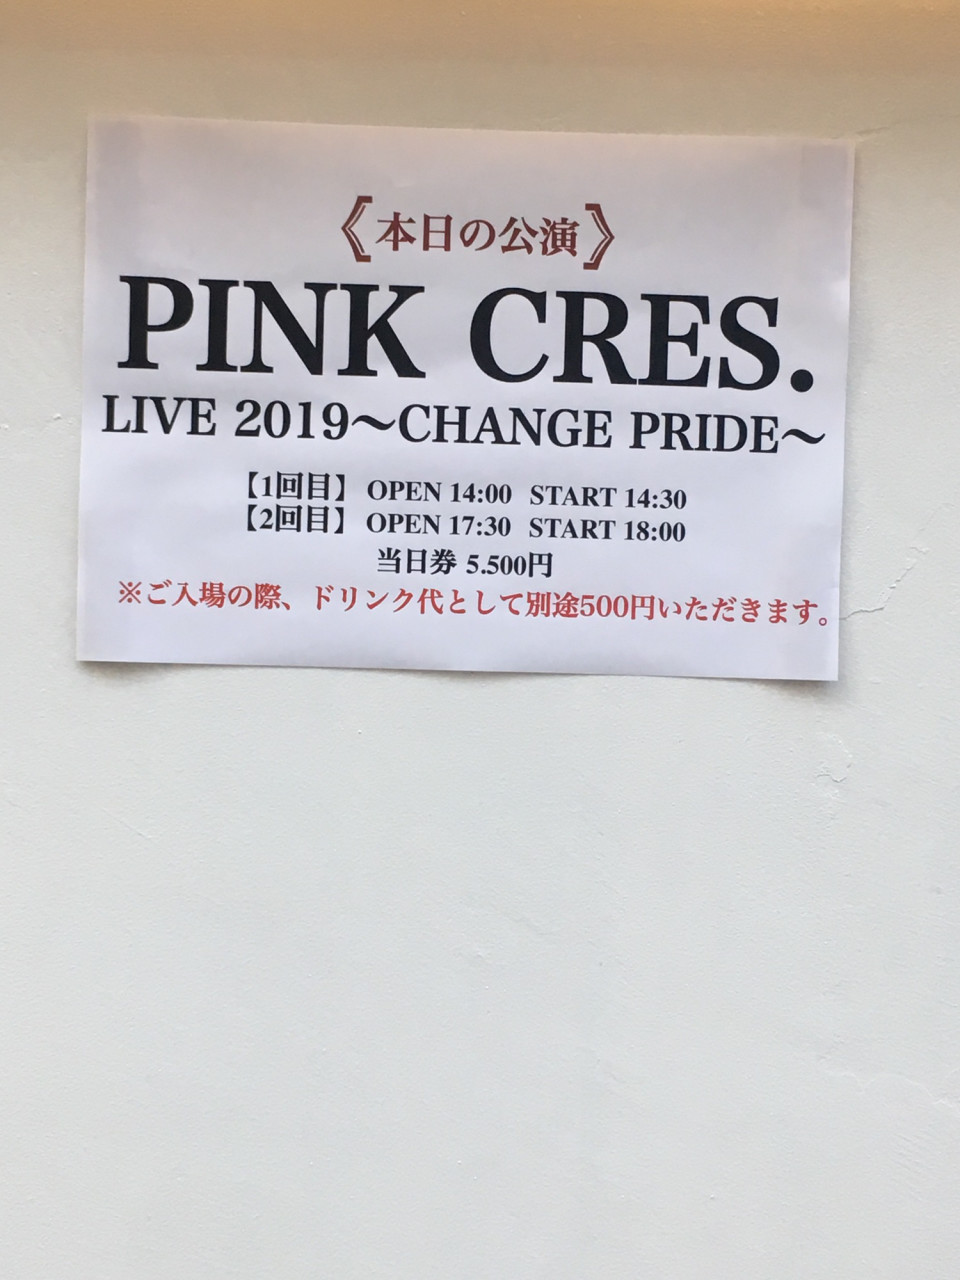 《本日の公演》
PINK CRES.
LIVE 2019〜CHANGE PRIDE〜
【1回目】 OPEN 14:00 START 14:30
【2回目】 OPEN 17:30 START 18:00
当日券 5.500円
※ご入場の際、ドリンク代として別途500円いただきます。